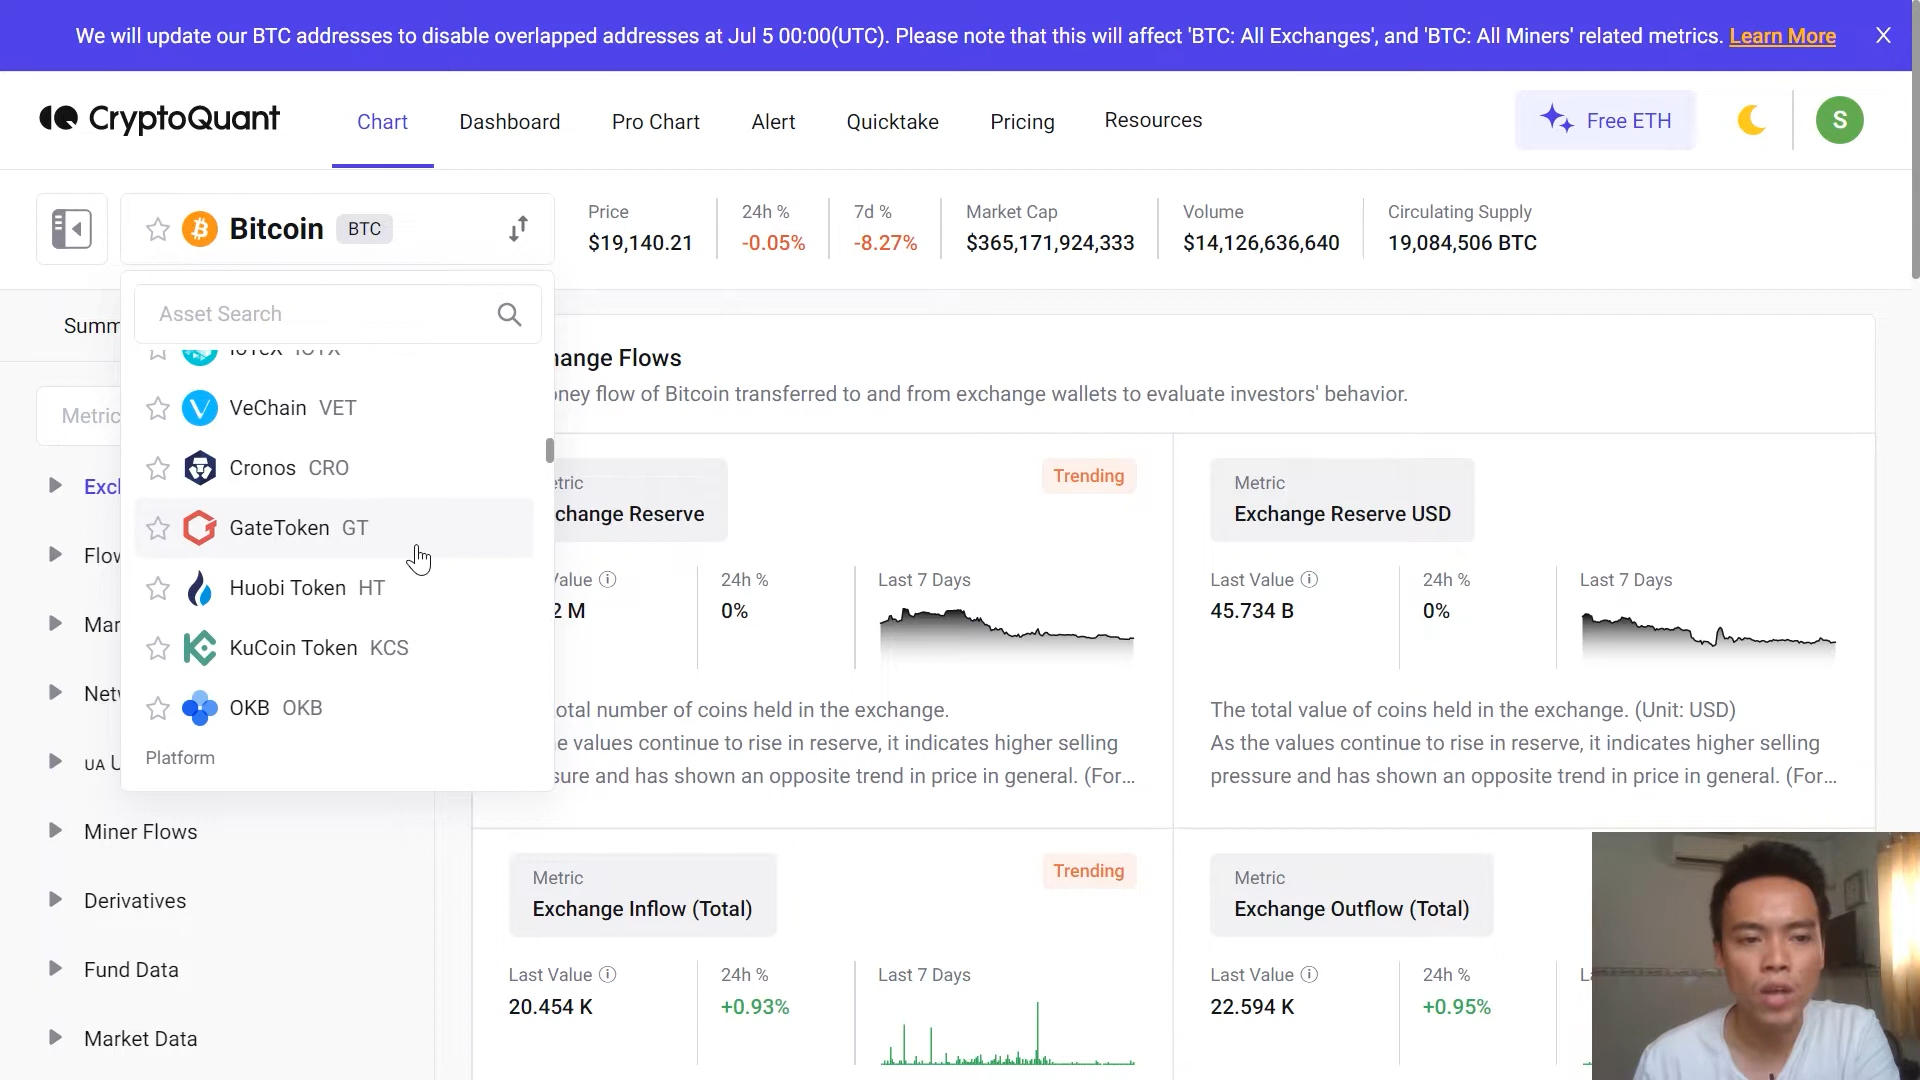 We will update our BTC addresses to disable overlapped addresses at Jul 5 00:00(UTC). Please note that this will affect 'BTC: All Exchanges', and 'BTC: All Miners' related metrics. Learn More
CryptoQuant
Chart
Dashboard
Pro Chart
Alert
Quicktake
Pricing
Resources
Free ETH
S
Bitcoin BTC
Price
$19,140.21
24h %
-0.05%
7d %
-8.27%
Market Cap
$365,171,924,333
Volume
$14,126,636,640
Circulating Supply
19,084,506 BTC
Summ
Asset Search
IoTeX IOTX
VeChain VET
Cronos CRO
GateToken GT
Huobi Token HT
KuCoin Token KCS
OKB OKB
Platform
Metric
Excl
Flow
Mar
Net
UA U
Miner Flows
Derivatives
Fund Data
Market Data
hange Flows
ney flow of Bitcoin transferred to and from exchange wallets to evaluate investors' behavior.
etric
change Reserve
Trending
Value
2 M
24h %
0%
Last 7 Days
otal number of coins held in the exchange.
e values continue to rise in reserve, it indicates higher selling
sure and has shown an opposite trend in price in general. (For...
Metric
Exchange Reserve USD
Last Value
45.734 B
24h %
0%
Last 7 Days
The total value of coins held in the exchange. (Unit: USD)
As the values continue to rise in reserve, it indicates higher selling
pressure and has shown an opposite trend in price in general. (For...
Metric
Exchange Inflow (Total)
Trending
Last Value
20.454 K
24h %
+0.93%
Last 7 Days
Metric
Exchange Outflow (Total)
Last Value
22.594 K
24h %
+0.95%